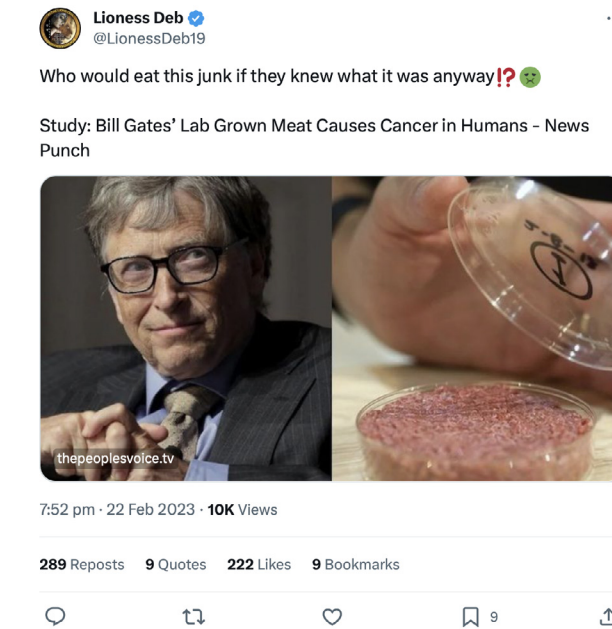 Lioness Deb
@LionessDeb19
Who would eat this junk if they knew what it was anyway⁉️🤢
Study: Bill Gates’ Lab Grown Meat Causes Cancer in Humans - News
Punch
thepeoplesvoice.tv
7:52 pm · 22 Feb 2023 · 10K Views
289 Reposts 9 Quotes 222 Likes 9 Bookmarks
9